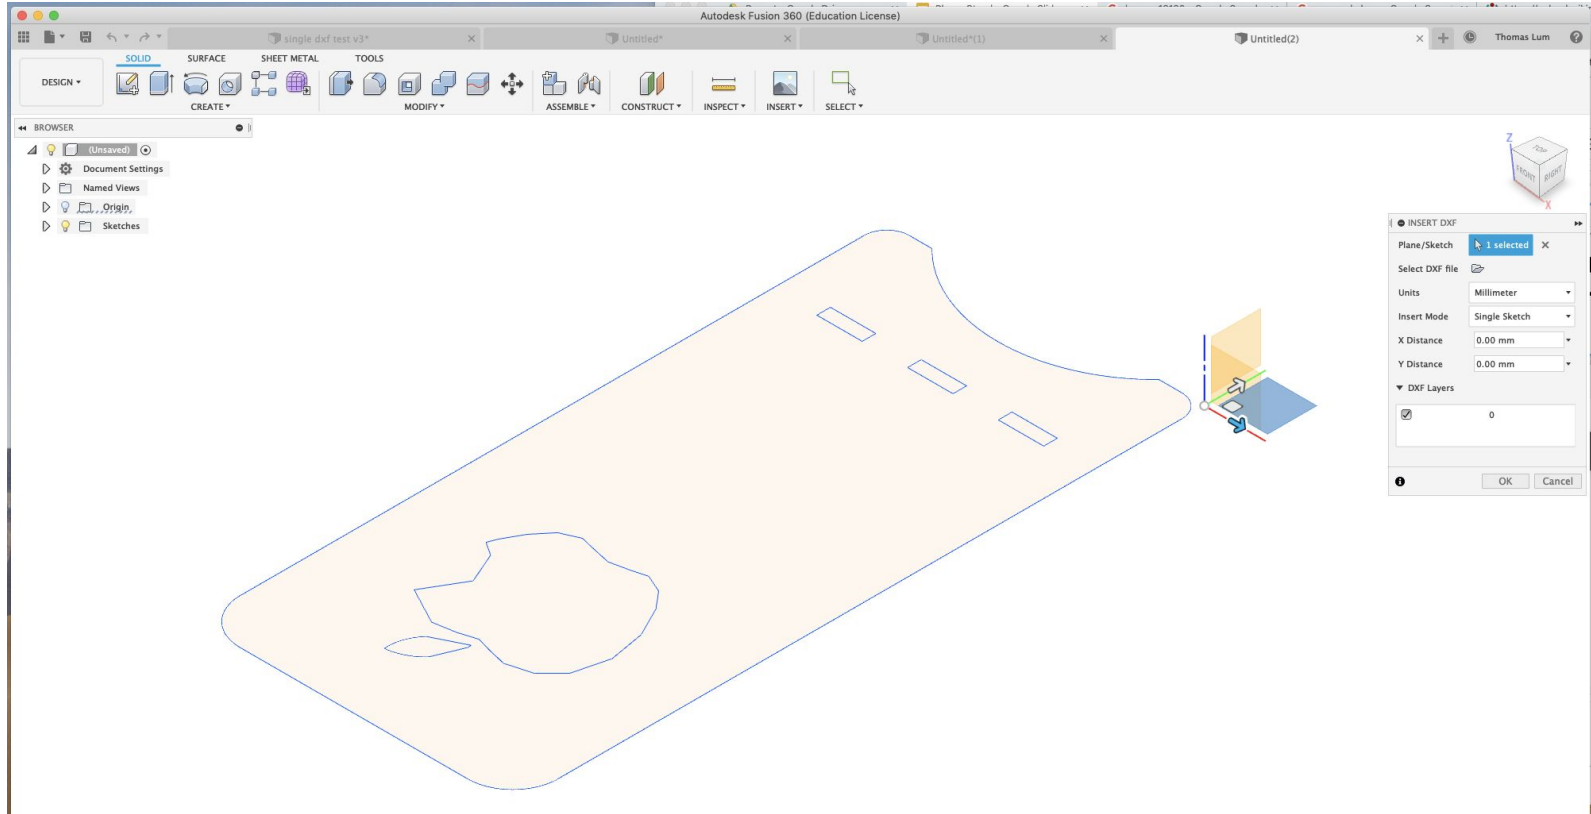 Autodesk Fusion 360 (Education License)
single dxf test v3*
Untitled*
Untitled*(1)
Untitled(2)
Thomas Lum
DESIGN
SOLID
SURFACE
SHEET METAL
TOOLS
CREATE
MODIFY
ASSEMBLE
CONSTRUCT
INSPECT
INSERT
SELECT
BROWSER
(Unsaved)
Document Settings
Named Views
Origin
Sketches
Z
TOP
FRONT
RIGHT
X
INSERT DXF
Plane/Sketch 1 selected
Select DXF file
Units Millimeter
Insert Mode Single Sketch
X Distance 0.00 mm
Y Distance 0.00 mm
DXF Layers
0
OK Cancel